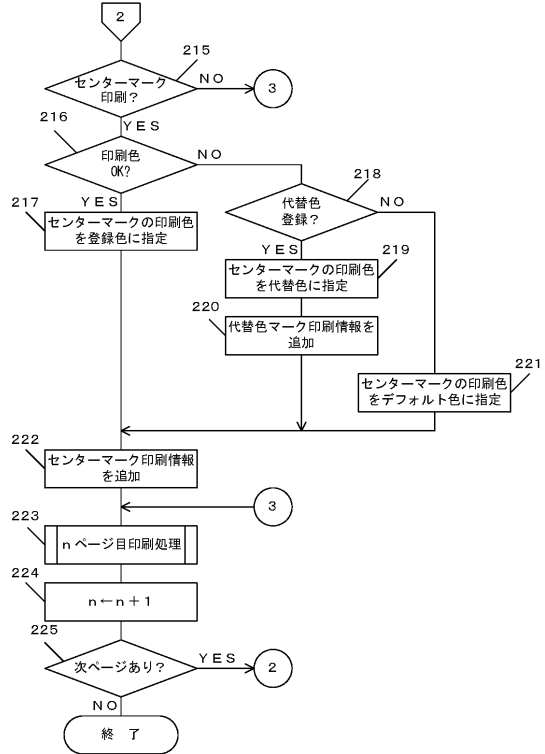 2
215
センターマーク
印刷？
NO
3
216
YES
印刷色
OK?
NO
218
217
YES
代替色
登録？
NO
センターマークの印刷色
を登録色に指定
YES
219
センターマークの印刷色
を代替色に指定
220
代替色マーク印刷情報を
追加
221
センターマークの印刷色
をデフォルト色に指定
222
センターマーク印刷情報
を追加
3
223
nページ目印刷処理
224
n←n＋1
225
次ページあり？
YES
2
NO
終 了